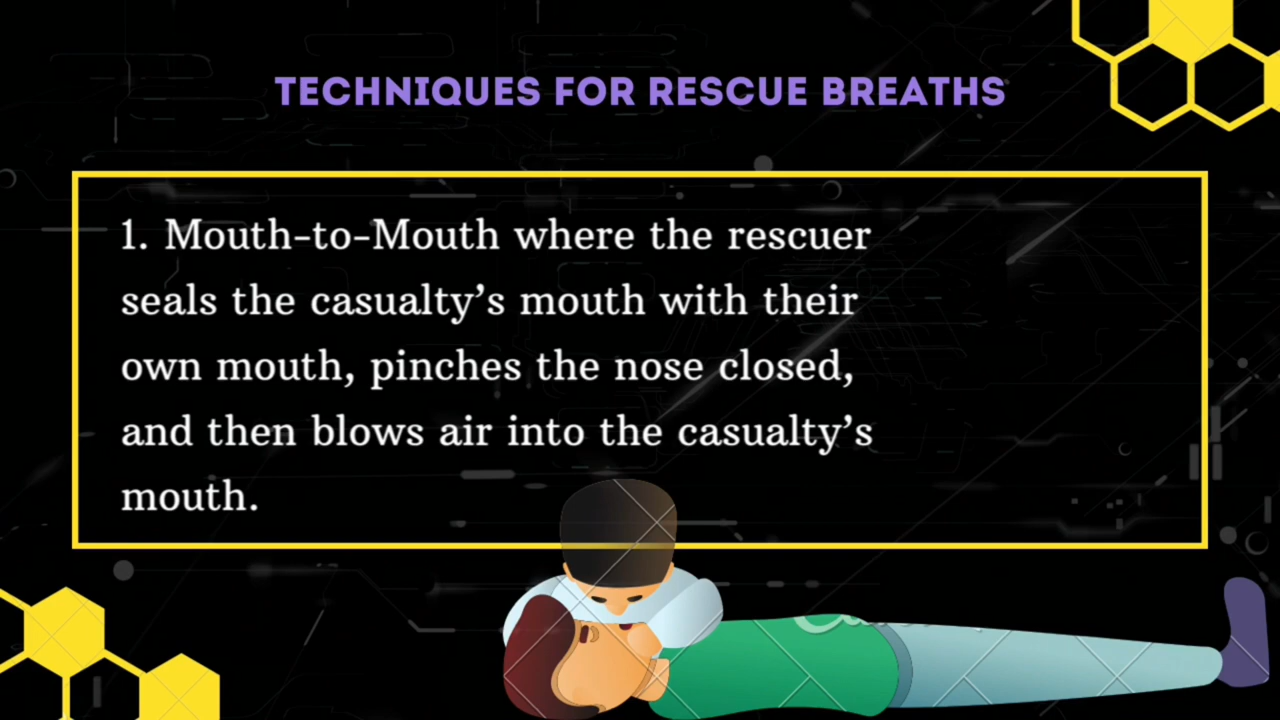 TECHNIQUES FOR RESCUE BREATHS
1. Mouth-to-Mouth where the rescuer
seals the casualty’s mouth with their
own mouth, pinches the nose closed,
and then blows air into the casualty’s
mouth.